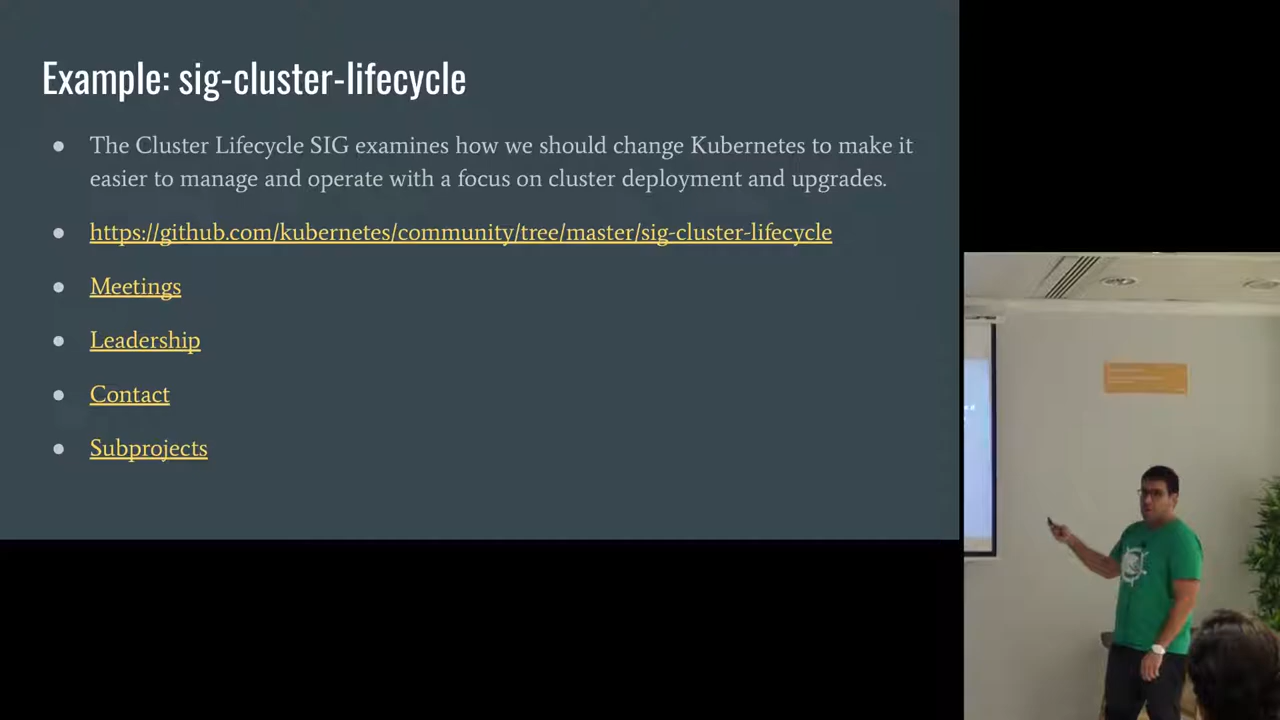 Example: sig-cluster-lifecycle
● The Cluster Lifecycle SIG examines how we should change Kubernetes to make it
easier to manage and operate with a focus on cluster deployment and upgrades.
● https://github.com/kubernetes/community/tree/master/sig-cluster-lifecycle
● Meetings
● Leadership
● Contact
● Subprojects